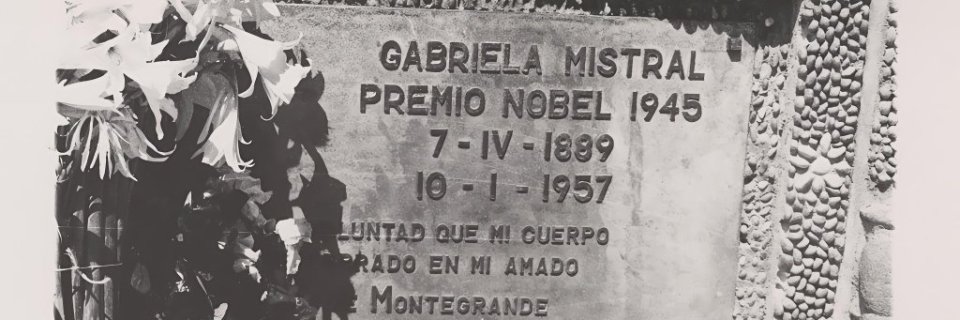 GABRIELA MISTRAL
PREMIO NOBEL 1945
7 - IV - 1889
10 - 1 - 1957
LUNTAD QUE MI CUERPO
RADO EN MI AMADO
E MONTEGRANDE